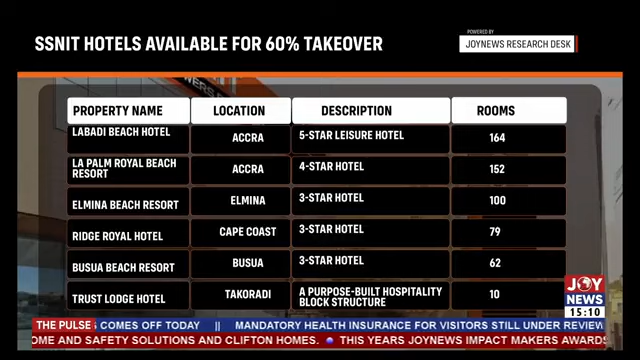 SSNIT HOTELS AVAILABLE FOR 60% TAKEOVER
POWERED BY
JOYNEWS RESEARCH DESK
PROPERTY NAME LOCATION DESCRIPTION ROOMS
LABADI BEACH HOTEL ACCRA 5-STAR LEISURE HOTEL 164
LA PALM ROYAL BEACH
RESORT ACCRA 4-STAR HOTEL 152
ELMINA BEACH RESORT ELMINA 3-STAR HOTEL 100
RIDGE ROYAL HOTEL CAPE COAST 3-STAR HOTEL 79
BUSUA BEACH RESORT BUSUA 3-STAR HOTEL 62
TRUST LODGE HOTEL TAKORADI A PURPOSE-BUILT HOSPITALITY
BLOCK STRUCTURE 10
JOY
NEWS
15:10
THE PULSE COMES OFF TODAY || MANDATORY HEALTH INSURANCE FOR VISITORS STILL UNDER REVIEW
OME AND SAFETY SOLUTIONS AND CLIFTON HOMES. THIS YEARS JOYNEWS IMPACT MAKERS AWARDS